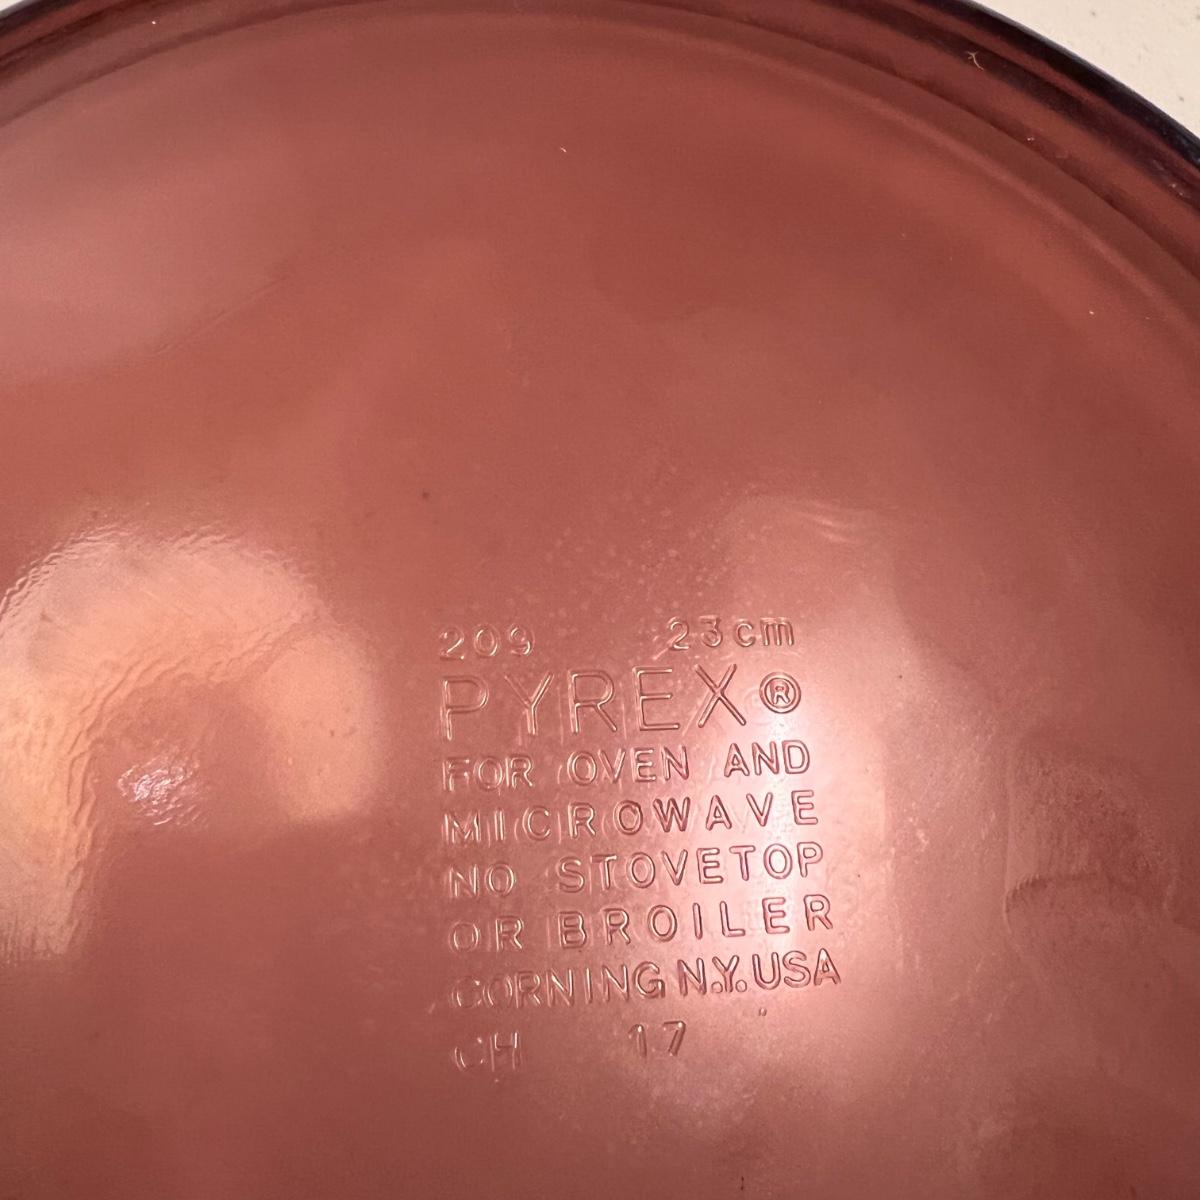 209 23cm
PYREX®
FOR OVEN AND
MICROWAVE
NO STOVETOP
OR BROILER
CORNING N.Y. USA
CH 17